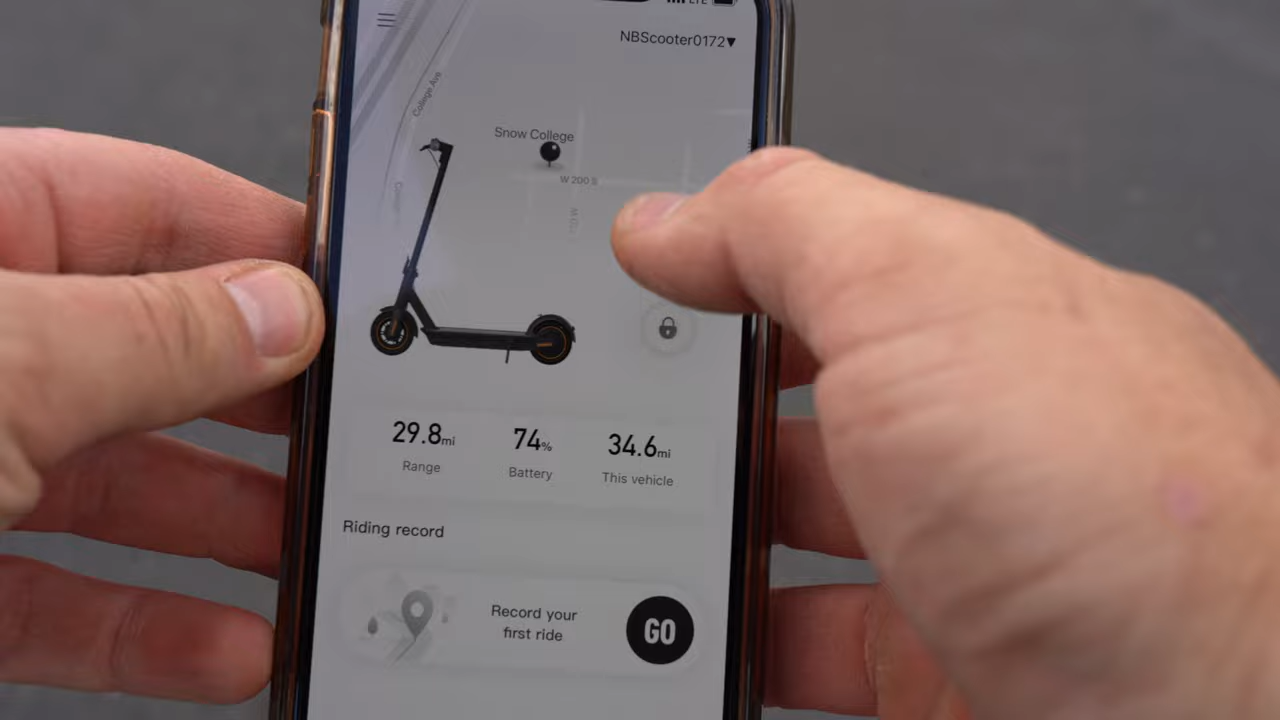 LTE
NBScooter0172▼
College Ave
Snow College
W 200 S
29.8mi
74%
34.6mi
Range
Battery
This vehicle
Riding record
Record your
first ride
GO